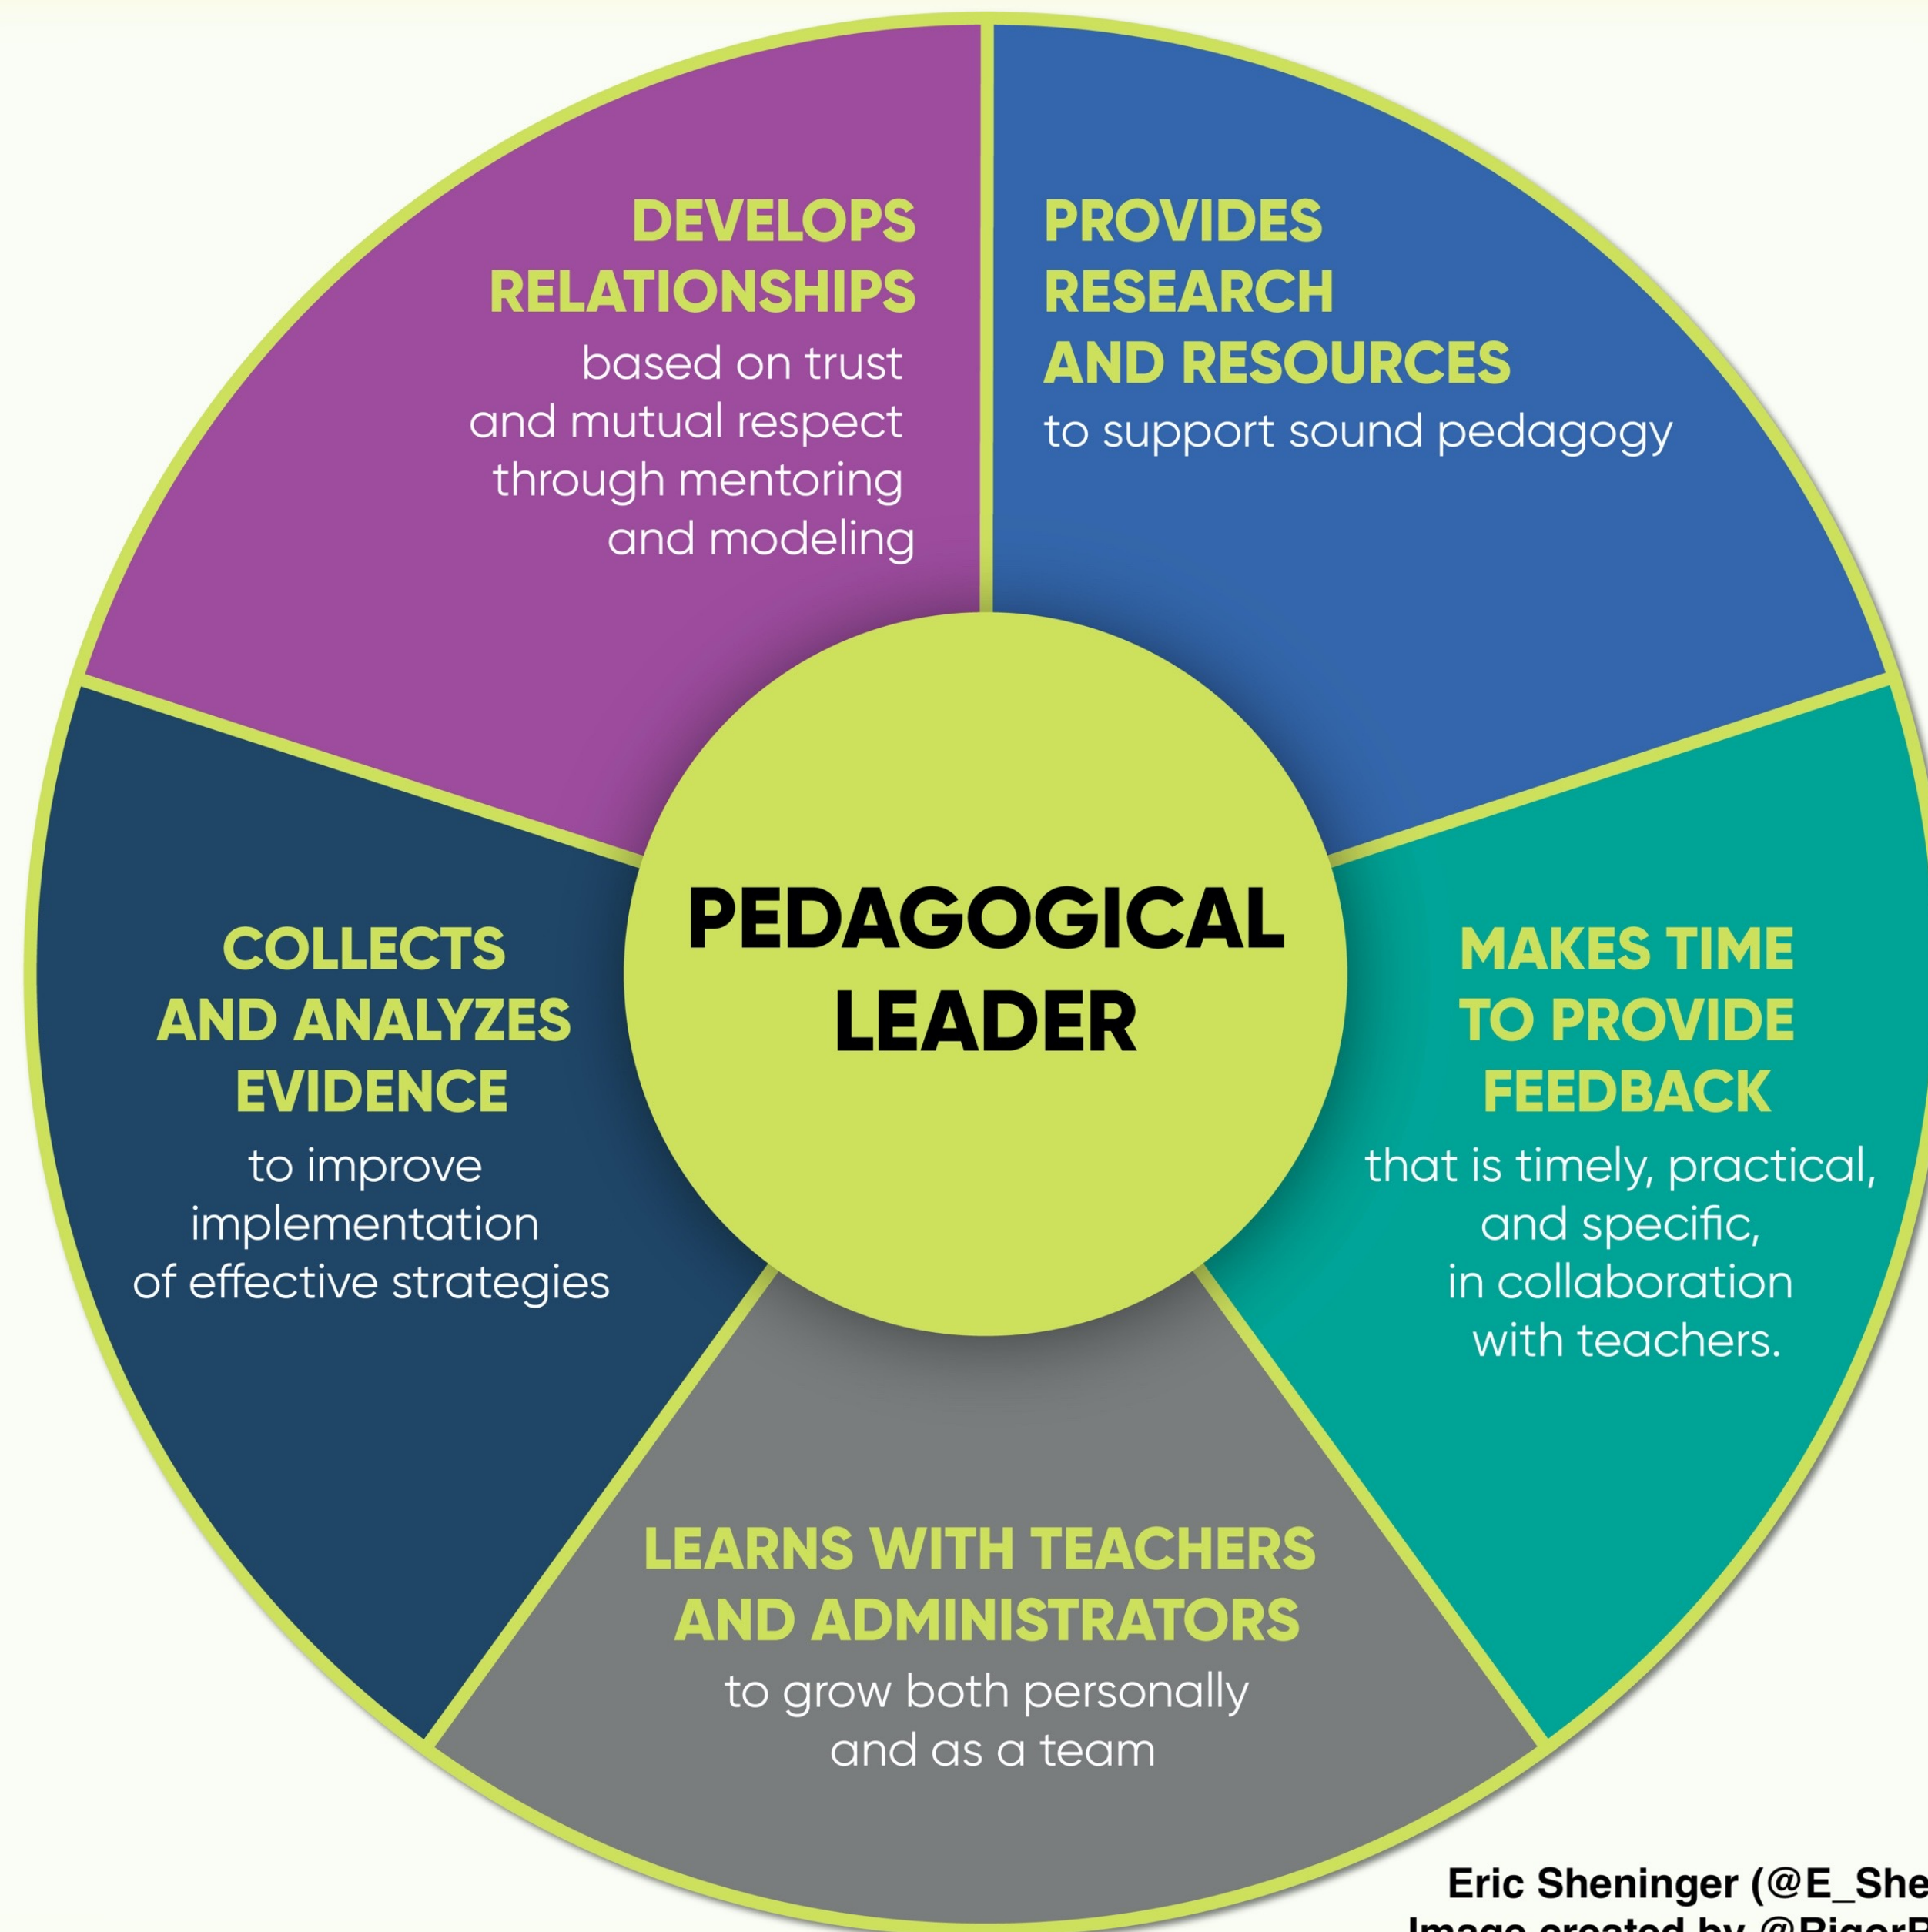 DEVELOPS
RELATIONSHIPS
based on trust
and mutual respect
through mentoring
and modeling
PROVIDES
RESEARCH
AND RESOURCES
to support sound pedagogy
PEDAGOGICAL
LEADER
COLLECTS
AND ANALYZES
EVIDENCE
to improve
implementation
of effective strategies
MAKES TIME
TO PROVIDE
FEEDBACK
that is timely, practical,
and specific,
in collaboration
with teachers.
LEARNS WITH TEACHERS
AND ADMINISTRATORS
to grow both personally
and as a team
Eric Sheninger (@E_She
Image created by